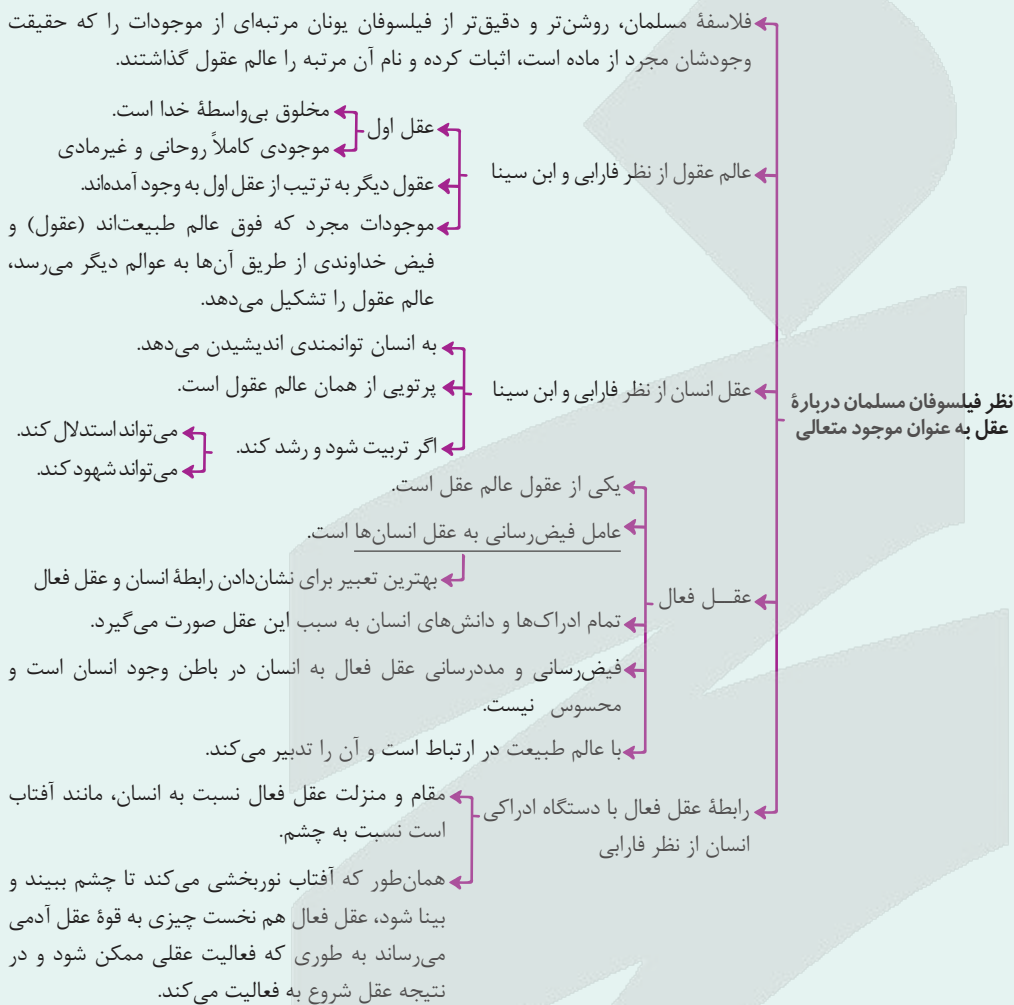 نظر فیلسوفان مسلمان دربارهٔ
عقل به عنوان موجود متعالی
فلاسفهٔ مسلمان، روشن‌تر و دقیق‌تر از فیلسوفان یونان مرتبه‌ای از موجودات را که حقیقت
وجودشان مجرد از ماده است، اثبات کرده و نام آن مرتبه را عالم عقول گذاشتند.
عالم عقول از نظر فارابی و ابن سینا
عقل اول
مخلوق بی‌واسطهٔ خدا است.
موجودی کاملاً روحانی و غیرمادی
عقول دیگر به ترتیب از عقل اول به وجود آمده‌اند.
موجودات مجرد که فوق عالم طبیعت‌اند (عقول) و
فیض خداوندی از طریق آن‌ها به عوالم دیگر می‌رسد،
عالم عقول را تشکیل می‌دهد.
عقل انسان از نظر فارابی و ابن سینا
به انسان توانمندی اندیشیدن می‌دهد.
پرتویی از همان عالم عقول است.
اگر تربیت شود و رشد کند.
می‌تواند استدلال کند.
می‌تواند شهود کند.
عقـــل فعال
یکی از عقول عالم عقل است.
عامل فیض‌رسانی به عقل انسان‌ها است.
بهترین تعبیر برای نشان‌دادن رابطهٔ انسان و عقل فعال
تمام ادراک‌ها و دانش‌های انسان به سبب این عقل صورت می‌گیرد.
فیض‌رسانی و مددرسانی عقل فعال به انسان در باطن وجود انسان است و
محسوس نیست.
با عالم طبیعت در ارتباط است و آن را تدبیر می‌کند.
رابطهٔ عقل فعال با دستگاه ادراکی
انسان از نظر فارابی
مقام و منزلت عقل فعال نسبت به انسان، مانند آفتاب
است نسبت به چشم.
همان‌طور که آفتاب نوربخشی می‌کند تا چشم ببیند و
بینا شود، عقل فعال هم نخست چیزی به قوهٔ عقل آدمی
می‌رساند به طوری که فعالیت عقلی ممکن شود و در
نتیجه عقل شروع به فعالیت می‌کند.